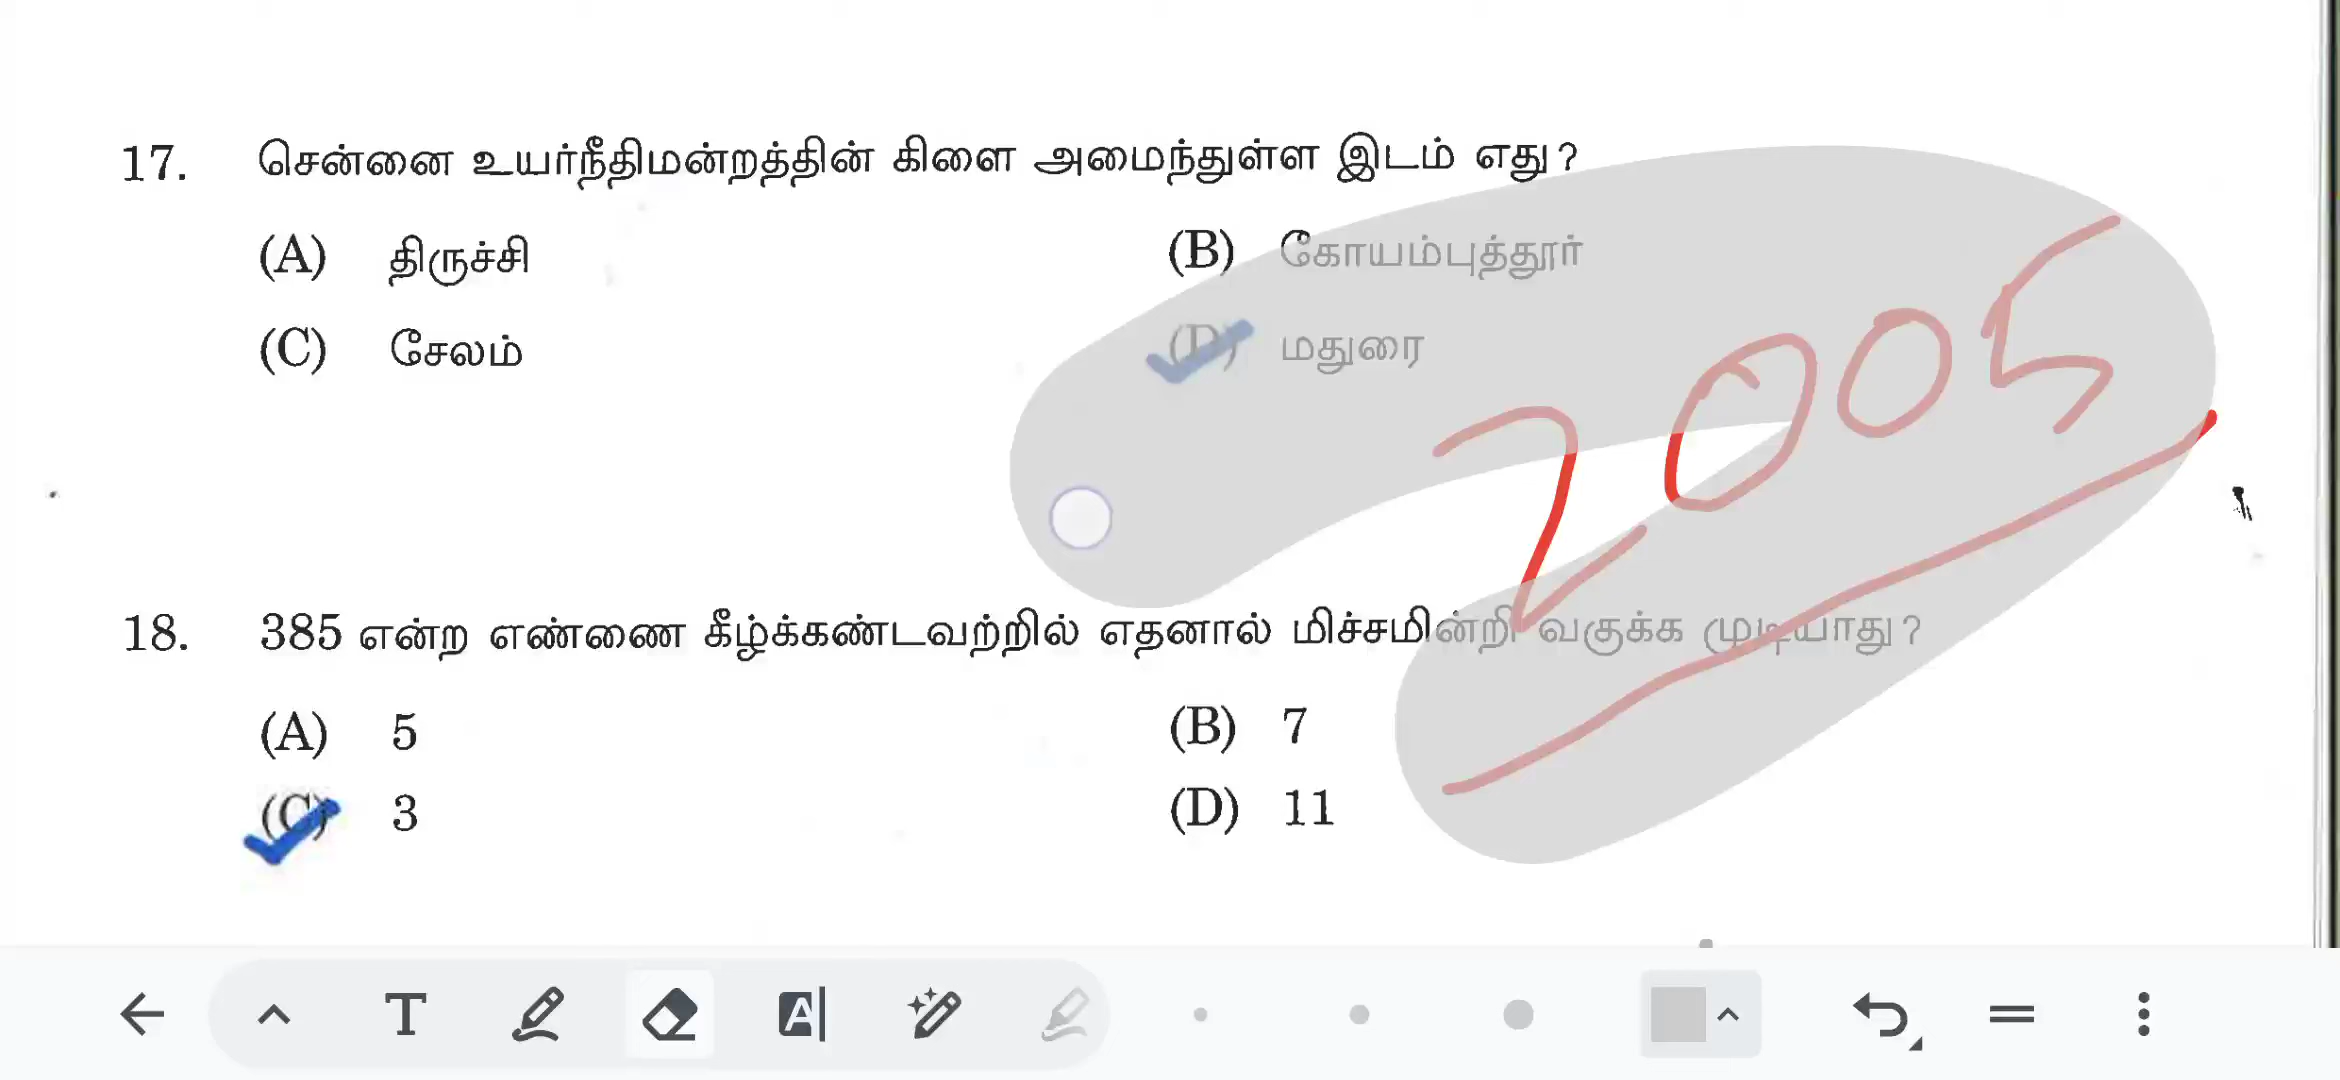 17. சென்னை உயர்நீதிமன்றத்தின் கிளை அமைந்துள்ள இடம் எது?
(A) திருச்சி (B) கோயம்புத்தூர்
(C) சேலம் (D) மதுரை
2005
18. 385 என்ற எண்ணை கீழ்க்கண்டவற்றில் எதனால் மிச்சமின்றி வகுக்க முடியாது?
(A) 5 (B) 7
(C) 3 (D) 11
T A